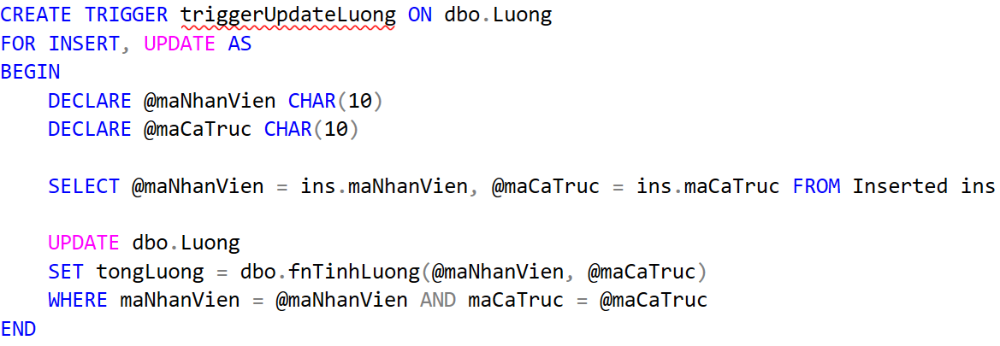 CREATE TRIGGER triggerUpdateLuong ON dbo.Luong
FOR INSERT, UPDATE AS
BEGIN
    DECLARE @maNhanVien CHAR(10)
    DECLARE @maCaTruc CHAR(10)

    SELECT @maNhanVien = ins.maNhanVien, @maCaTruc = ins.maCaTruc FROM Inserted ins

    UPDATE dbo.Luong
    SET tongLuong = dbo.fnTinhLuong(@maNhanVien, @maCaTruc)
    WHERE maNhanVien = @maNhanVien AND maCaTruc = @maCaTruc
END